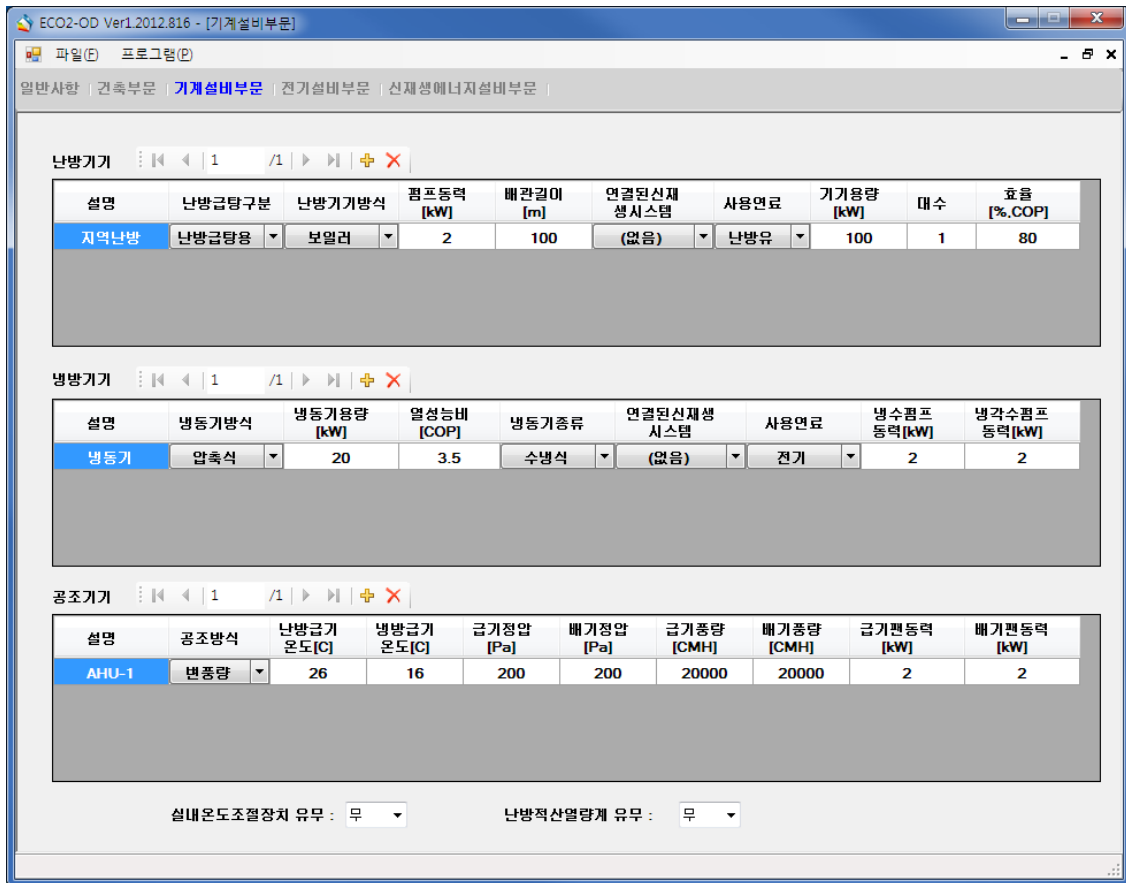 ECO2-OD Ver1.2012.816 - [기계설비부문]
파일(F) 프로그램(P)
일반사항 건축부문 기계설비부문 전기설비부문 신재생에너지설비부문
난방기기 1 /1
설명 난방급탕구분 난방기기방식 펌프동력 [kW] 배관길이 [m] 연결된신재생시스템 사용연료 기기용량 [kW] 대수 효율 [%,COP]
지역난방 난방급탕용 보일러 2 100 (없음) 난방유 100 1 80
냉방기기 1 /1
설명 냉동기방식 냉동기용량 [kW] 열성능비 [COP] 냉동기종류 연결된신재생시스템 사용연료 냉수펌프 동력[kW] 냉각수펌프 동력[kW]
냉동기 압축식 20 3.5 수냉식 (없음) 전기 2 2
공조기기 1 /1
설명 공조방식 난방급기 온도[C] 냉방급기 온도[C] 급기정압 [Pa] 배기정압 [Pa] 급기풍량 [CMH] 배기풍량 [CMH] 급기팬동력 [kW] 배기팬동력 [kW]
AHU-1 변풍량 26 16 200 200 20000 20000 2 2
실내온도조절장치 유무 : 무 난방적산열량계 유무 : 무